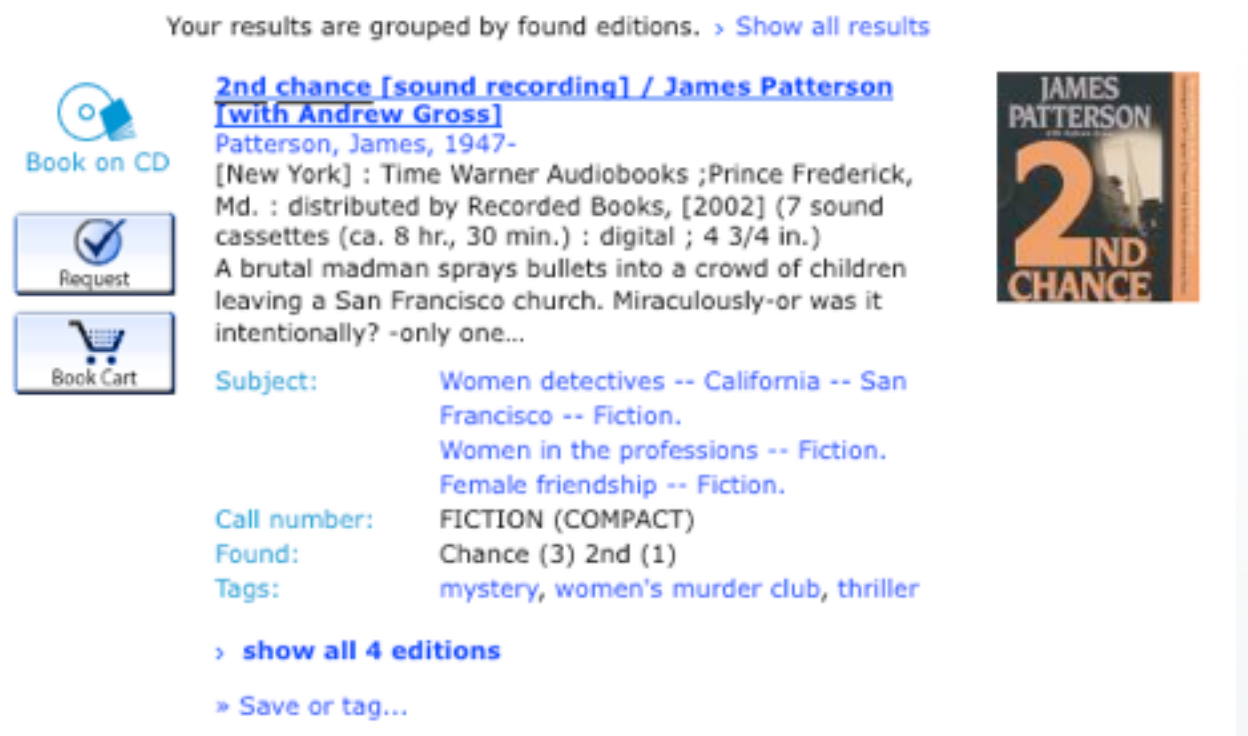 Your results are grouped by found editions. › Show all results
2nd chance [sound recording] / James Patterson
[with Andrew Gross]
Book on CD
Patterson, James, 1947-
[New York] : Time Warner Audiobooks ;Prince Frederick,
Md. : distributed by Recorded Books, [2002] (7 sound
cassettes (ca. 8 hr., 30 min.) : digital ; 4 3/4 in.)
A brutal madman sprays bullets into a crowd of children
leaving a San Francisco church. Miraculously-or was it
intentionally? -only one...
Request
Book Cart
JAMES
PATTERSON
2ND
CHANCE
Subject: Women detectives -- California -- San
Francisco -- Fiction.
Women in the professions -- Fiction.
Female friendship -- Fiction.
Call number: FICTION (COMPACT)
Found: Chance (3) 2nd (1)
Tags: mystery, women's murder club, thriller
› show all 4 editions
» Save or tag...